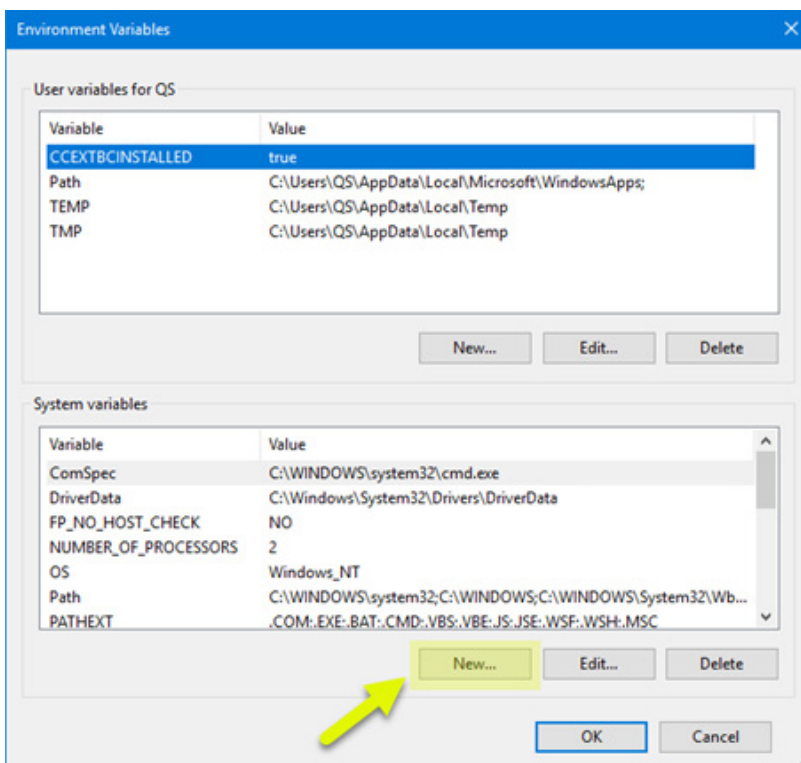 Environment Variables
User variables for QS
Variable Value
CCEXTBCINSTALLED true
Path C:\Users\QS\AppData\Local\Microsoft\WindowsApps;
TEMP C:\Users\QS\AppData\Local\Temp
TMP C:\Users\QS\AppData\Local\Temp
New... Edit... Delete
System variables
Variable Value
ComSpec C:\WINDOWS\system32\cmd.exe
DriverData C:\Windows\System32\Drivers\DriverData
FP_NO_HOST_CHECK NO
NUMBER_OF_PROCESSORS 2
OS Windows_NT
Path C:\WINDOWS\system32;C:\WINDOWS;C:\WINDOWS\System32\Wb...
PATHEXT .COM;.EXE;.BAT;.CMD;.VBS;.VBE;.JS;.JSE;.WSF;.WSH;.MSC
New... Edit... Delete
OK Cancel